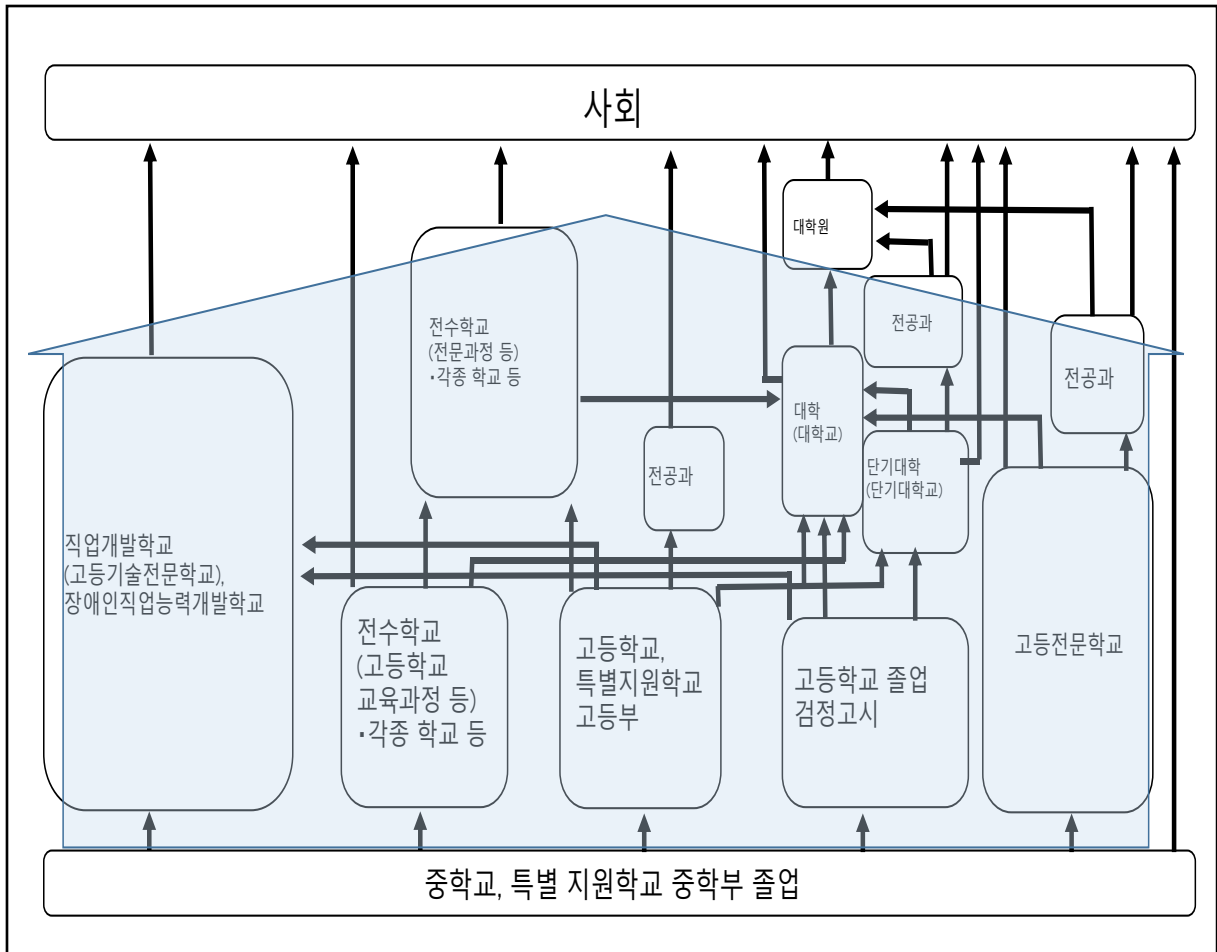 사회
대학원
전수학교
(전문과정 등)
·각종 학교 등
전공과
전공과
대학
(대학교)
전공과
단기대학
(단기대학교)
직업개발학교
(고등기술전문학교),
장애인직업능력개발학교
전수학교
(고등학교
교육과정 등)
·각종 학교 등
고등학교,
특별지원학교
고등부
고등학교 졸업
검정고시
고등전문학교
중학교, 특별 지원학교 중학부 졸업